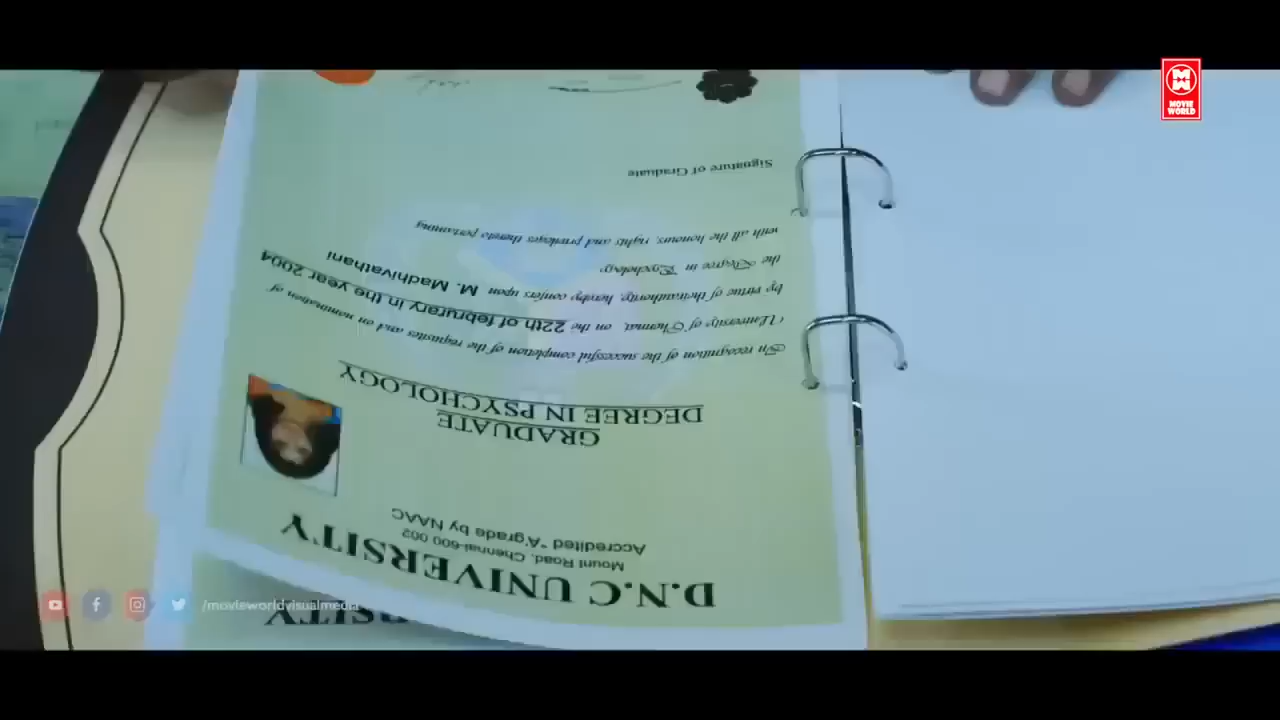 D.N.C UNIVERSITY
Mount Road, Chennai-600 002
Accredited 'A'grade by NAAC
GRADUATE
DEGREE IN PSYCHOLOGY
In recognition of the successful completion of the requisites and on nomination of
University of Chennai, on the 22th of februrary in the year 2004
by virtue of theirauthority, hereby confers upon M. Madhivathani
the Degree in Psychology
with all the honours, rights and privileges thereto pertaining
Signature of Graduate
RSITY
MOVIE
WORLD
/movieworldvisualmedia